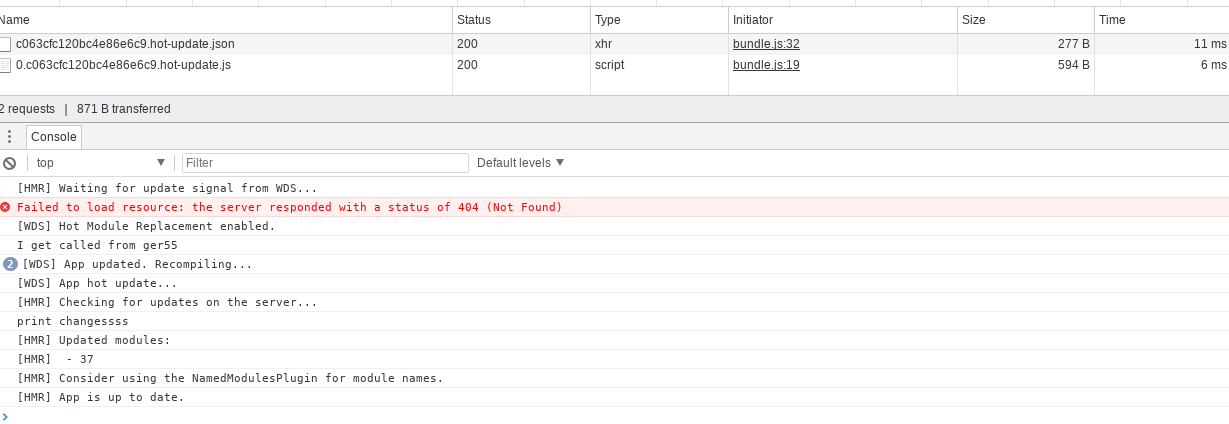 Name Status Type Initiator Size Time
c063cfc120bc4e86e6c9.hot-update.json 200 xhr bundle.js:32 277 B 11 ms
0.c063cfc120bc4e86e6c9.hot-update.js 200 script bundle.js:19 594 B 6 ms
2 requests | 871 B transferred
Console
top Filter Default levels
[HMR] Waiting for update signal from WDS...
Failed to load resource: the server responded with a status of 404 (Not Found)
[WDS] Hot Module Replacement enabled.
I get called from ger55
2 [WDS] App updated. Recompiling...
[WDS] App hot update...
[HMR] Checking for updates on the server...
print changessss
[HMR] Updated modules:
[HMR]  - 37
[HMR] Consider using the NamedModulesPlugin for module names.
[HMR] App is up to date.